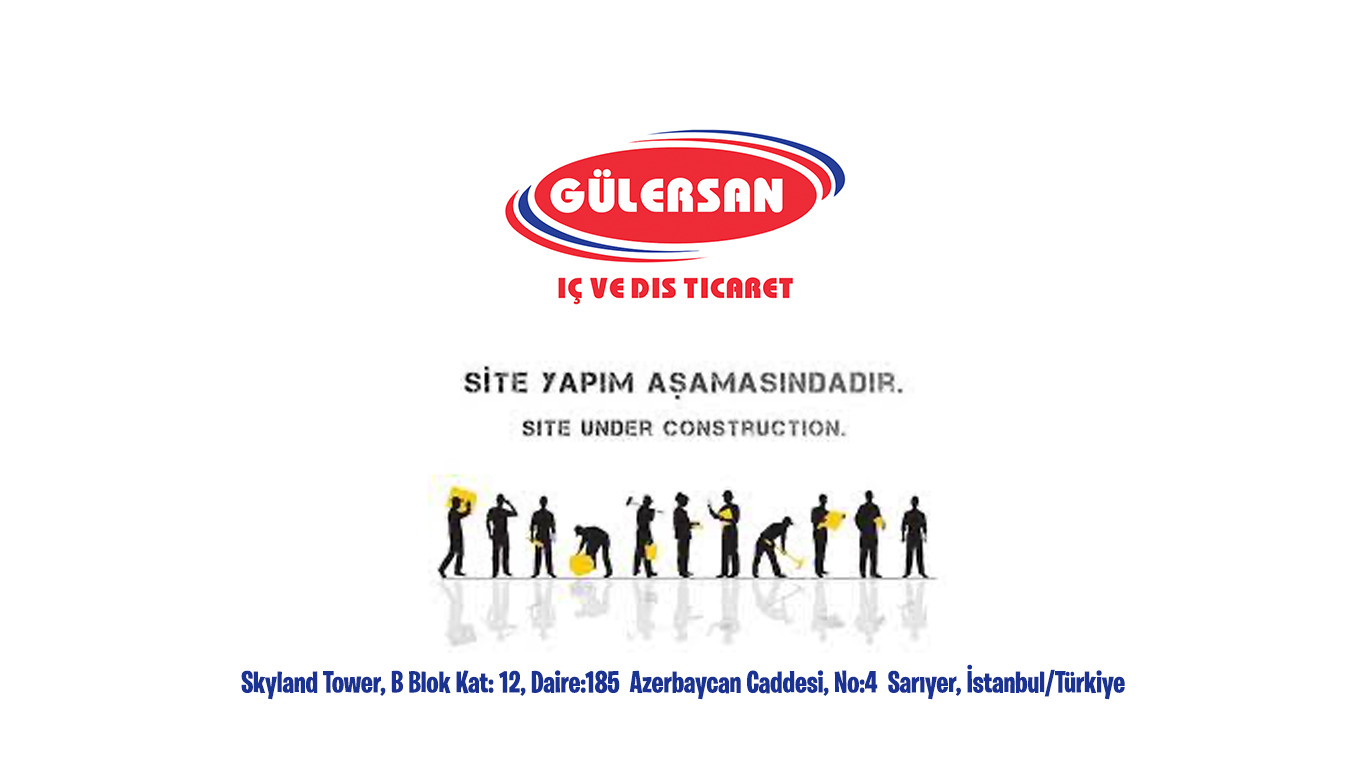 GÜLERSAN
IÇ VE DIS TICARET
SİTE YAPIM AŞAMASINDADIR.
SITE UNDER CONSTRUCTION.
Skyland Tower, B Blok Kat: 12, Daire:185 Azerbaycan Caddesi, No:4 Sarıyer, İstanbul/Türkiye